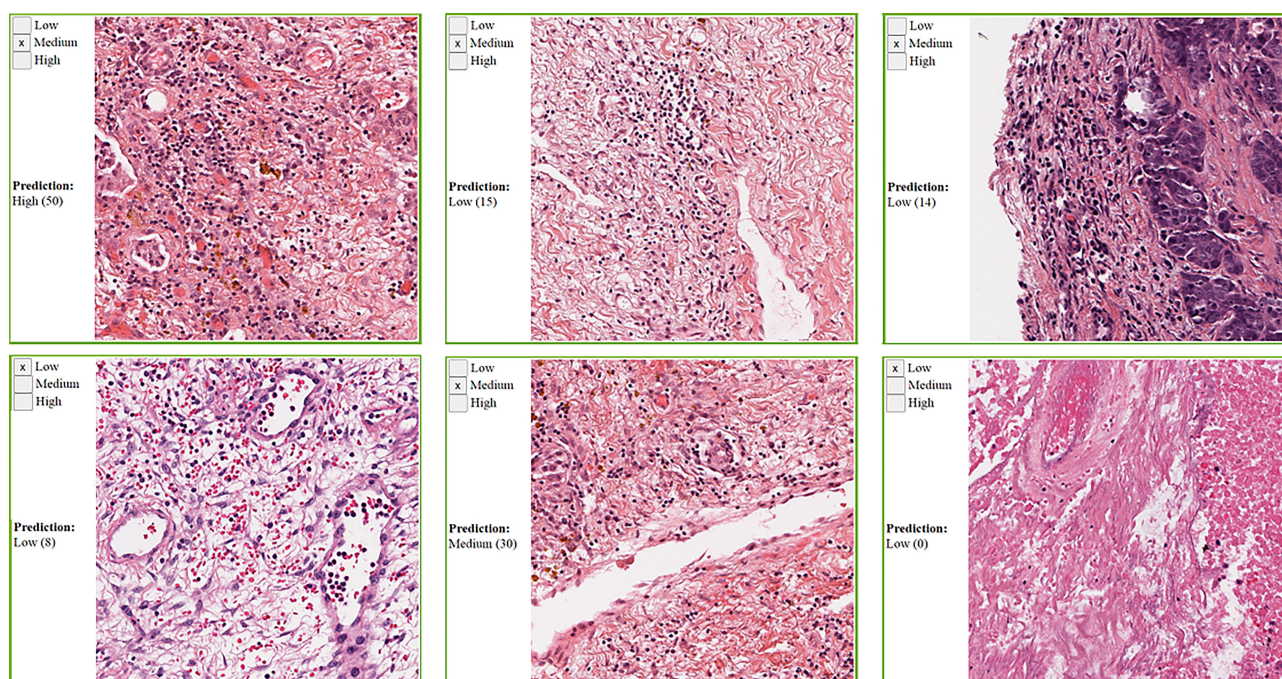 Low
x Medium
High
Prediction:
High (50)
Low
x Medium
High
Prediction:
Low (15)
Low
x Medium
High
Prediction:
Low (14)
x Low
Medium
High
Prediction:
Low (8)
Low
x Medium
High
Prediction:
Medium (30)
x Low
Medium
High
Prediction:
Low (0)